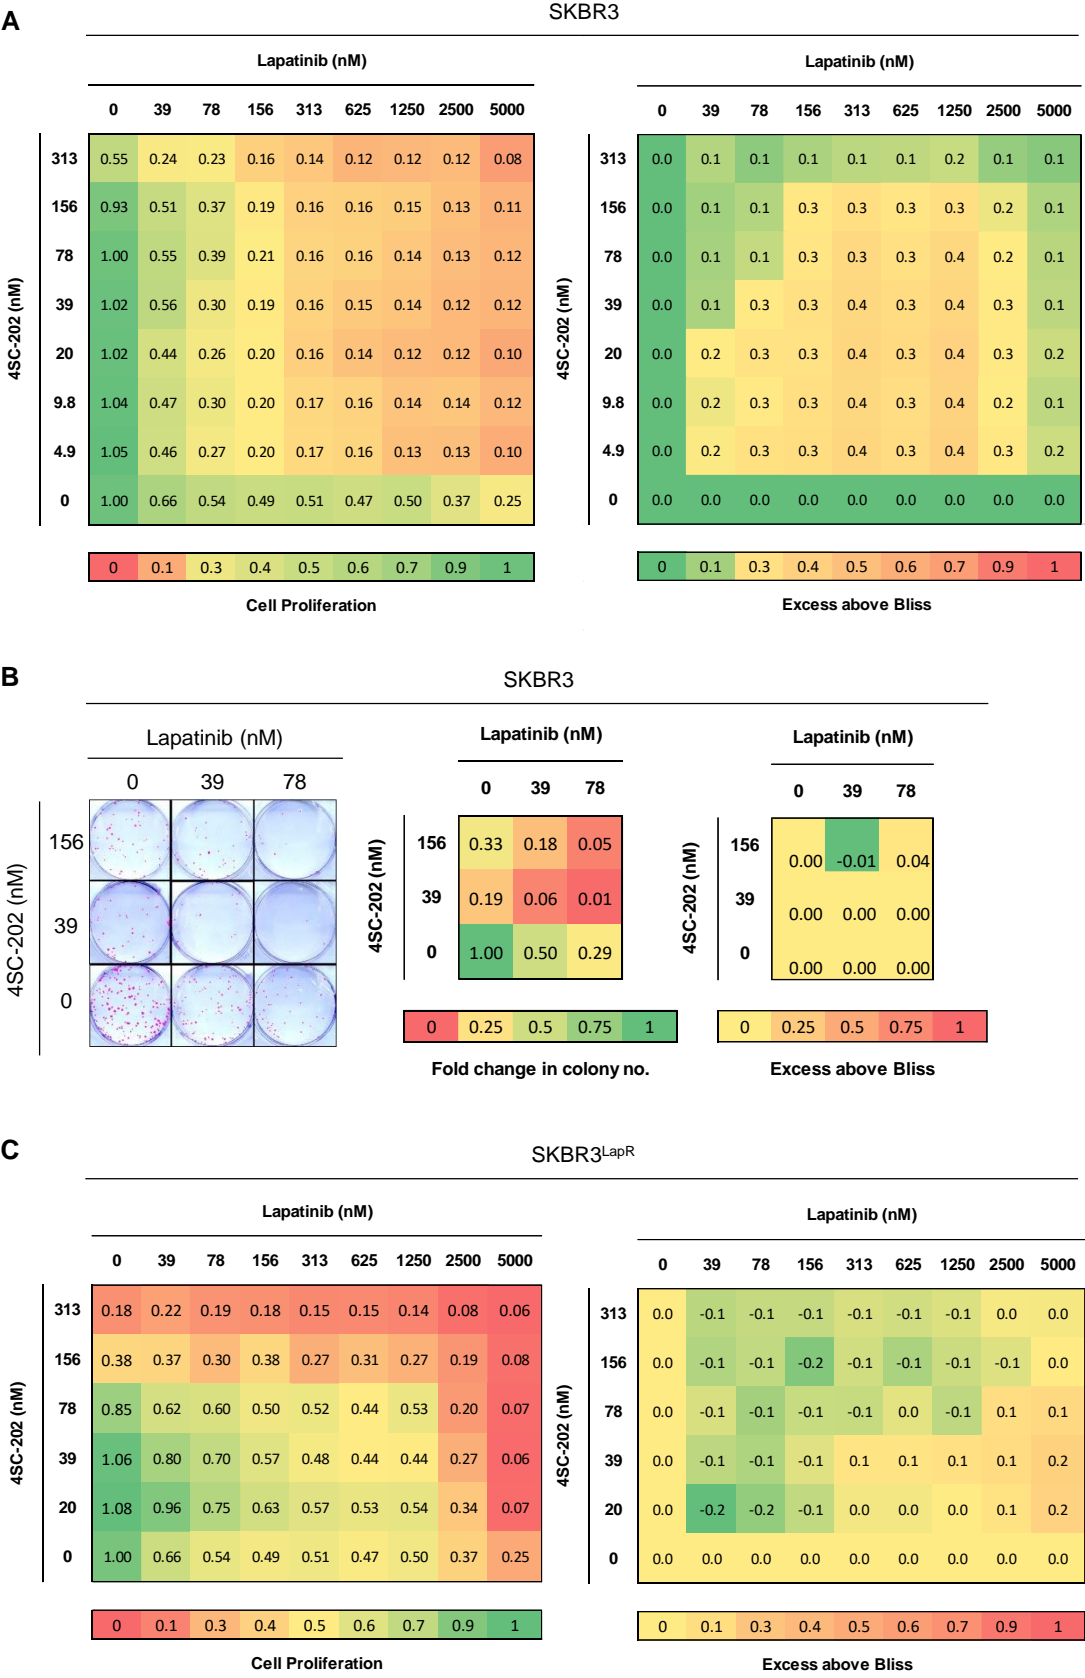 A
SKBR3
Lapatinib (nM)
0 39 78 156 313 625 1250 2500 5000
4SC-202 (nM)
313 0.55 0.24 0.23 0.16 0.14 0.12 0.12 0.12 0.08
156 0.93 0.51 0.37 0.19 0.16 0.16 0.15 0.13 0.11
78 1.00 0.55 0.39 0.21 0.16 0.16 0.14 0.13 0.12
39 1.02 0.56 0.30 0.19 0.16 0.15 0.14 0.12 0.12
20 1.02 0.44 0.26 0.20 0.16 0.14 0.12 0.12 0.10
9.8 1.04 0.47 0.30 0.20 0.17 0.16 0.14 0.14 0.12
4.9 1.05 0.46 0.27 0.20 0.17 0.16 0.13 0.13 0.10
0 1.00 0.66 0.54 0.49 0.51 0.47 0.50 0.37 0.25
0 0.1 0.3 0.4 0.5 0.6 0.7 0.9 1
Cell Proliferation
Lapatinib (nM)
0 39 78 156 313 625 1250 2500 5000
4SC-202 (nM)
313 0.0 0.1 0.1 0.1 0.1 0.1 0.2 0.1 0.1
156 0.0 0.1 0.1 0.3 0.3 0.3 0.3 0.2 0.1
78 0.0 0.1 0.1 0.3 0.3 0.3 0.4 0.2 0.1
39 0.0 0.1 0.3 0.3 0.4 0.3 0.4 0.3 0.1
20 0.0 0.2 0.3 0.3 0.4 0.3 0.4 0.3 0.2
9.8 0.0 0.2 0.3 0.3 0.4 0.3 0.4 0.2 0.1
4.9 0.0 0.2 0.3 0.3 0.4 0.3 0.4 0.3 0.2
0 0.0 0.0 0.0 0.0 0.0 0.0 0.0 0.0 0.0
0 0.1 0.3 0.4 0.5 0.6 0.7 0.9 1
Excess above Bliss
B
SKBR3
Lapatinib (nM)
0 39 78
4SC-202 (nM)
156
39
0
Lapatinib (nM)
0 39 78
4SC-202 (nM)
156 0.33 0.18 0.05
39 0.19 0.06 0.01
0 1.00 0.50 0.29
0 0.25 0.5 0.75 1
Fold change in colony no.
Lapatinib (nM)
0 39 78
4SC-202 (nM)
156 0.00 -0.01 0.04
39 0.00 0.00 0.00
0 0.00 0.00 0.00
0 0.25 0.5 0.75 1
Excess above Bliss
C
SKBR3LapR
Lapatinib (nM)
0 39 78 156 313 625 1250 2500 5000
4SC-202 (nM)
313 0.18 0.22 0.19 0.18 0.15 0.15 0.14 0.08 0.06
156 0.38 0.37 0.30 0.38 0.27 0.31 0.27 0.19 0.08
78 0.85 0.62 0.60 0.50 0.52 0.44 0.53 0.20 0.07
39 1.06 0.80 0.70 0.57 0.48 0.44 0.44 0.27 0.06
20 1.08 0.96 0.75 0.63 0.57 0.53 0.54 0.34 0.07
0 1.00 0.66 0.54 0.49 0.51 0.47 0.50 0.37 0.25
0 0.1 0.3 0.4 0.5 0.6 0.7 0.9 1
Cell Proliferation
Lapatinib (nM)
0 39 78 156 313 625 1250 2500 5000
4SC-202 (nM)
313 0.0 -0.1 -0.1 -0.1 -0.1 -0.1 -0.1 0.0 0.0
156 0.0 -0.1 -0.1 -0.2 -0.1 -0.1 -0.1 -0.1 0.0
78 0.0 -0.1 -0.1 -0.1 -0.1 0.0 -0.1 0.1 0.1
39 0.0 -0.1 -0.1 -0.1 0.1 0.1 0.1 0.1 0.2
20 0.0 -0.2 -0.2 -0.1 0.0 0.0 0.0 0.1 0.2
0 0.0 0.0 0.0 0.0 0.0 0.0 0.0 0.0 0.0
0 0.1 0.3 0.4 0.5 0.6 0.7 0.9 1
Excess above Bliss